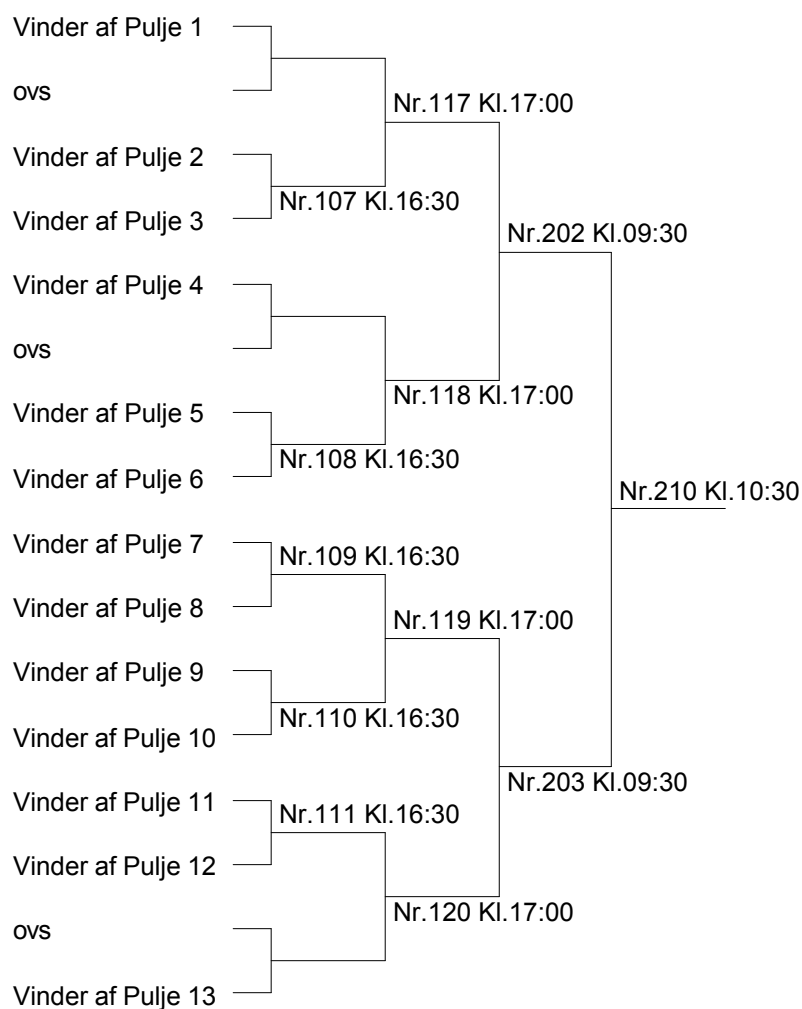 Vinder af Pulje 1
ovs
Nr.117 Kl.17:00
Vinder af Pulje 2
Nr.107 Kl.16:30
Vinder af Pulje 3
Nr.202 Kl.09:30
Vinder af Pulje 4
ovs
Nr.118 Kl.17:00
Vinder af Pulje 5
Nr.108 Kl.16:30
Vinder af Pulje 6
Nr.210 Kl.10:30
Vinder af Pulje 7
Nr.109 Kl.16:30
Vinder af Pulje 8
Nr.119 Kl.17:00
Vinder af Pulje 9
Nr.110 Kl.16:30
Vinder af Pulje 10
Nr.203 Kl.09:30
Vinder af Pulje 11
Nr.111 Kl.16:30
Vinder af Pulje 12
Nr.120 Kl.17:00
ovs
Vinder af Pulje 13